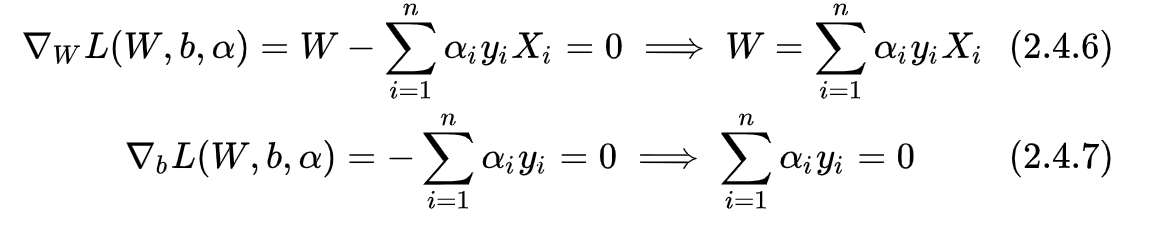 ∇_W L(W, b, α) = W − ∑_{i=1}^{n} α_i y_i X_i = 0 ⟹ W = ∑_{i=1}^{n} α_i y_i X_i (2.4.6)
∇_b L(W, b, α) = − ∑_{i=1}^{n} α_i y_i = 0 ⟹ ∑_{i=1}^{n} α_i y_i = 0 (2.4.7)